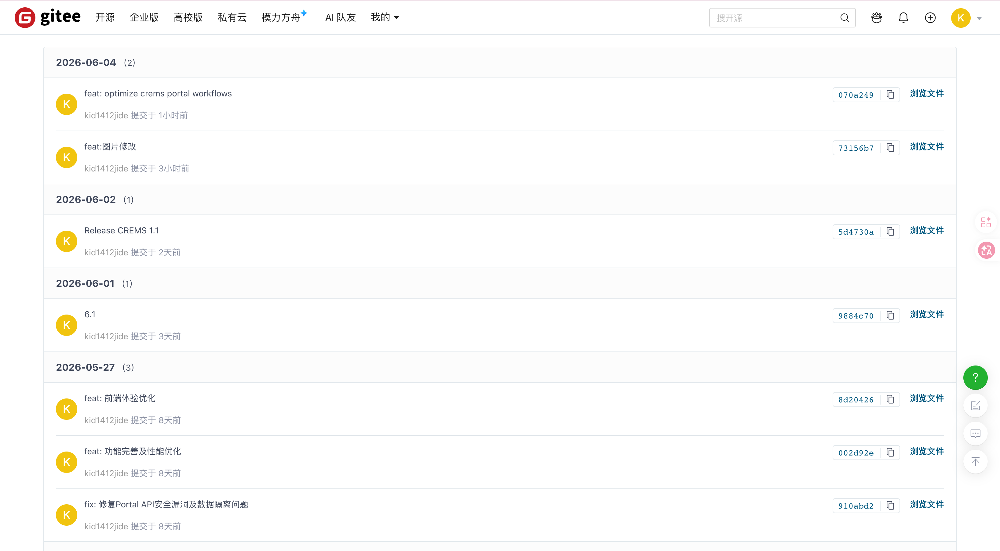 gitee 开源 企业版 高校版 私有云 模力方舟 AI 队友 我的 搜开源 K
2026-06-04 (2)
K
feat: optimize crems portal workflows
070a249 浏览文件
kid1412jide 提交于 1小时前
K
feat:图片修改
73156b7 浏览文件
kid1412jide 提交于 3小时前
2026-06-02 (1)
K
Release CREMS 1.1
5d4730a 浏览文件
kid1412jide 提交于 2天前
2026-06-01 (1)
K
6.1
9884c70 浏览文件
kid1412jide 提交于 3天前
2026-05-27 (3)
K
feat: 前端体验优化
8d20426 浏览文件
kid1412jide 提交于 8天前
K
feat: 功能完善及性能优化
002d92e 浏览文件
kid1412jide 提交于 8天前
K
fix: 修复Portal API安全漏洞及数据隔离问题
910abd2 浏览文件
kid1412jide 提交于 8天前
A
?